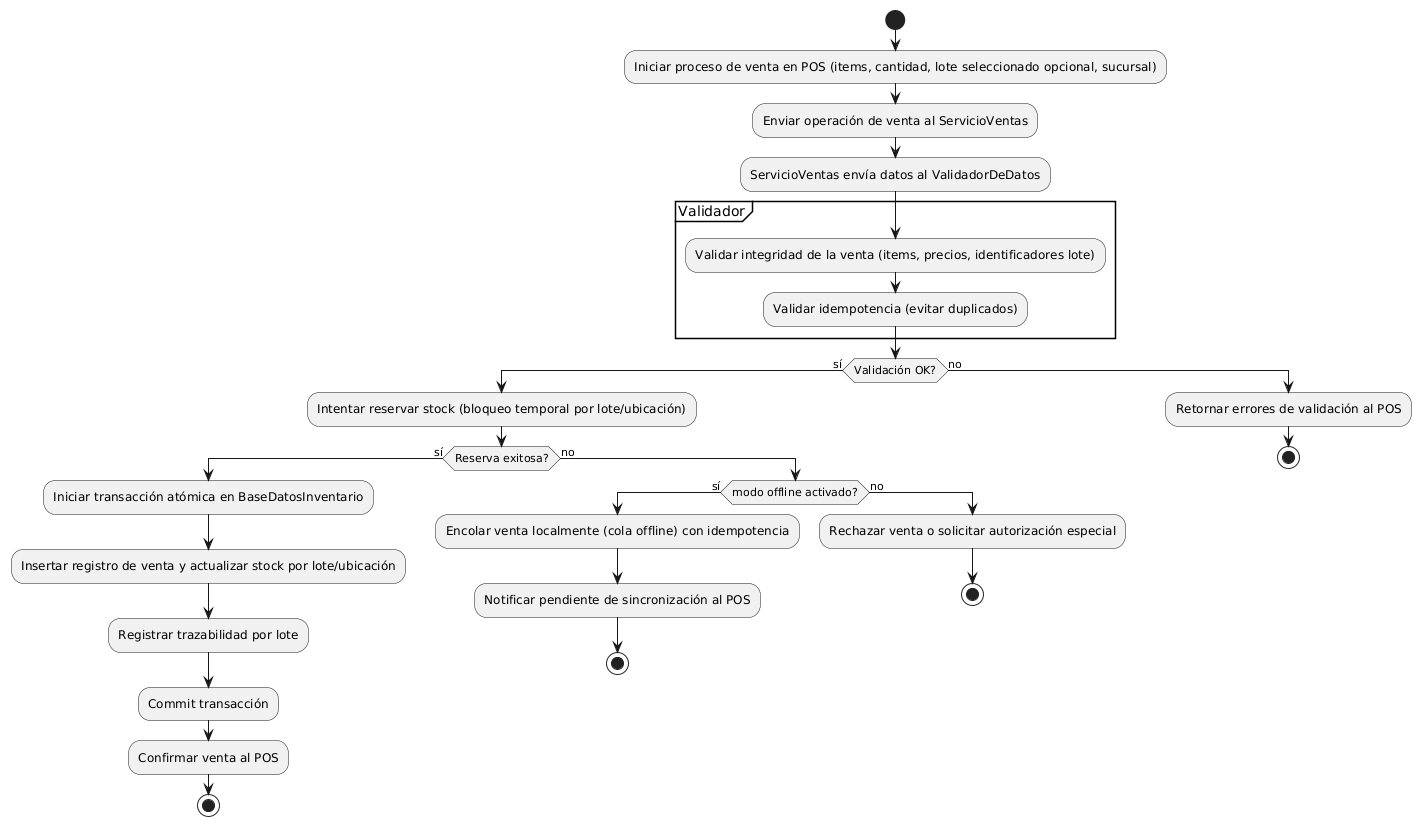 Iniciar proceso de venta en POS (items, cantidad, lote seleccionado opcional, sucursal)
Enviar operación de venta al ServicioVentas
ServicioVentas envía datos al ValidadorDeDatos
Validador
Validar integridad de la venta (items, precios, identificadores lote)
Validar idempotencia (evitar duplicados)
sí
Validación OK?
no
Intentar reservar stock (bloqueo temporal por lote/ubicación)
Retornar errores de validación al POS
sí
Reserva exitosa?
no
Iniciar transacción atómica en BaseDatosInventario
sí
modo offline activado?
no
Encolar venta localmente (cola offline) con idempotencia
Rechazar venta o solicitar autorización especial
Insertar registro de venta y actualizar stock por lote/ubicación
Notificar pendiente de sincronización al POS
Registrar trazabilidad por lote
Commit transacción
Confirmar venta al POS